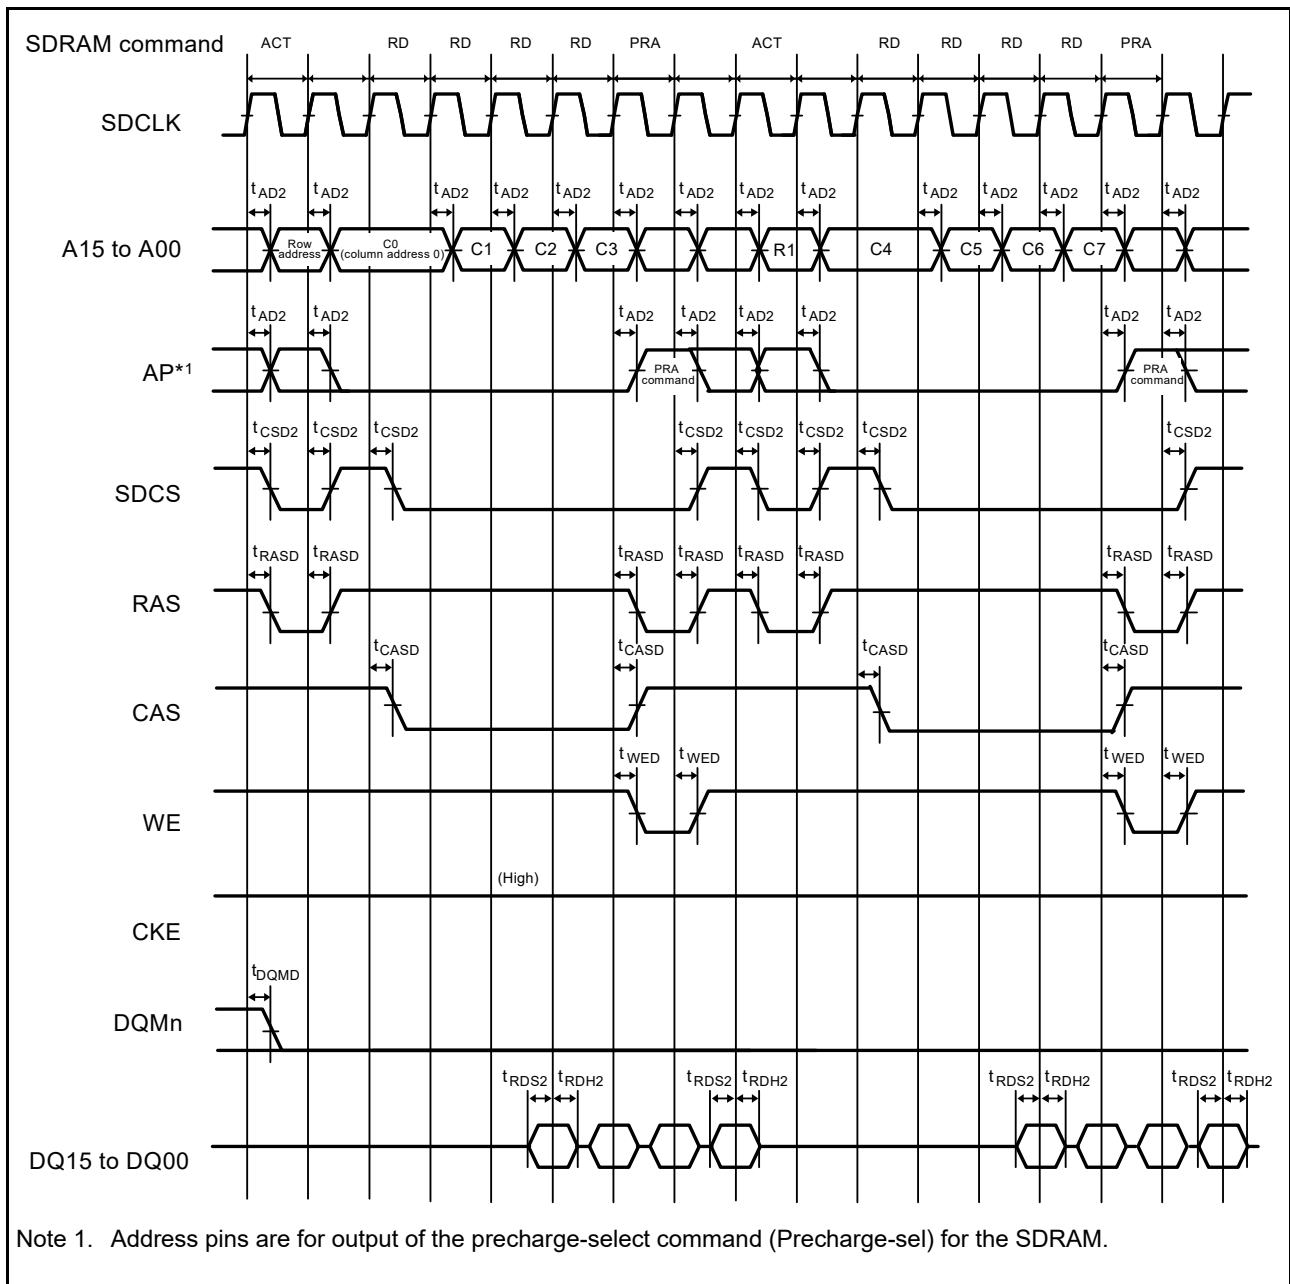 SDRAM command ACT RD RD RD RD PRA ACT RD RD RD RD PRA
SDCLK
tAD2 tAD2 tAD2 tAD2 tAD2 tAD2 tAD2 tAD2 tAD2 tAD2 tAD2 tAD2 tAD2 tAD2
A15 to A00 Row address C0 (column address 0) C1 C2 C3 R1 C4 C5 C6 C7
tAD2 tAD2 tAD2 tAD2 tAD2 tAD2 tAD2 tAD2
AP*1 PRA command PRA command
tCSD2 tCSD2 tCSD2 tCSD2 tCSD2 tCSD2 tCSD2 tCSD2
SDCS
tRASD tRASD tRASD tRASD tRASD tRASD tRASD tRASD
RAS
tCASD tCASD tCASD tCASD
CAS
tWED tWED tWED tWED
WE
(High)
CKE
tDQMD
DQMn
tRDS2 tRDH2 tRDS2 tRDH2 tRDS2 tRDH2 tRDS2 tRDH2
DQ15 to DQ00
Note 1. Address pins are for output of the precharge-select command (Precharge-sel) for the SDRAM.